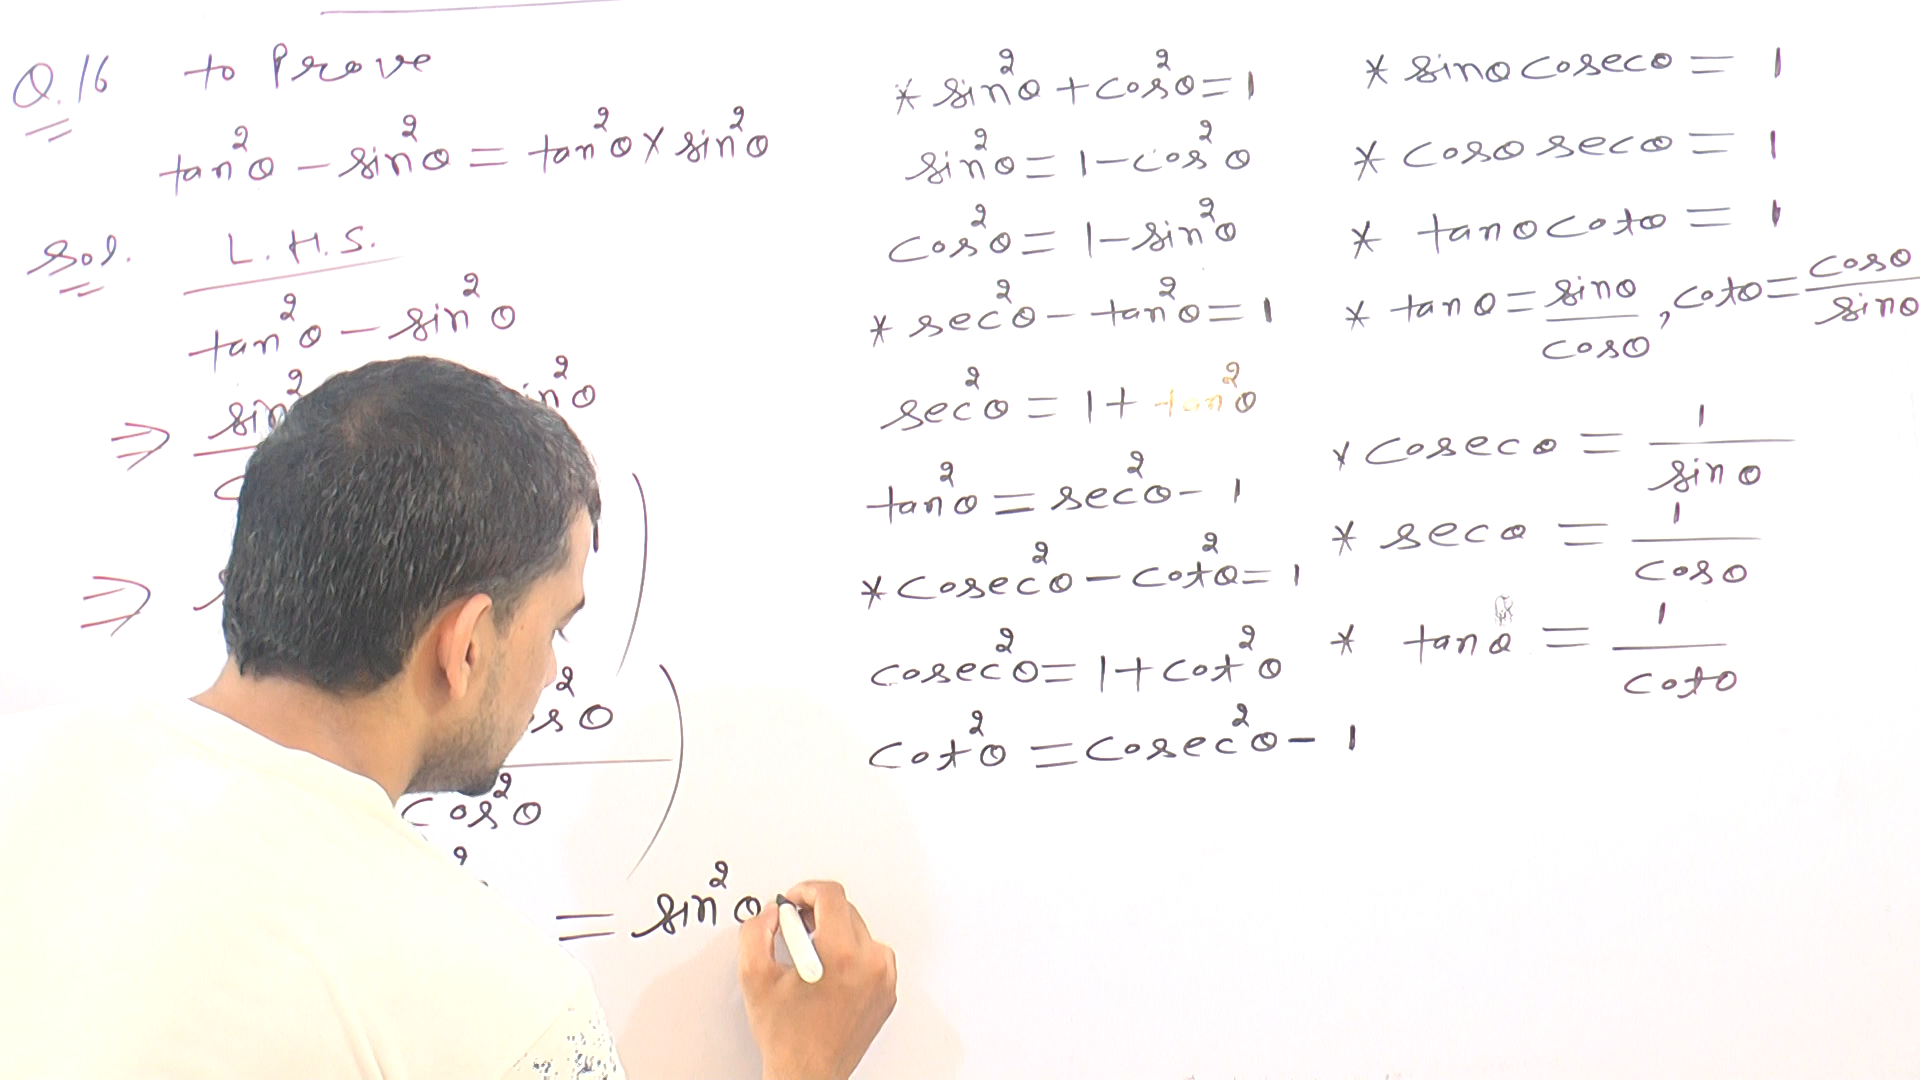 Q.16 to Prove
tan²θ - sin²θ = tan²θ × sin²θ
Sol. L.H.S.
tan²θ - sin²θ
⇒ sin²
⇒
cos²θ
= sin²θ
* sin²θ + cos²θ = 1
sin²θ = 1 - cos²θ
cos²θ = 1 - sin²θ
* sec²θ - tan²θ = 1
sec²θ = 1 + tan²θ
tan²θ = sec²θ - 1
* cosec²θ - cot²θ = 1
cosec²θ = 1 + cot²θ
cot²θ = cosec²θ - 1
* sinθ cosecθ = 1
* cosθ secθ = 1
* tanθ cotθ = 1
* tanθ = sinθ/cosθ, cotθ = cosθ/sinθ
* cosecθ = 1/sinθ
* secθ = 1/cosθ
* tanθ = 1/cotθ